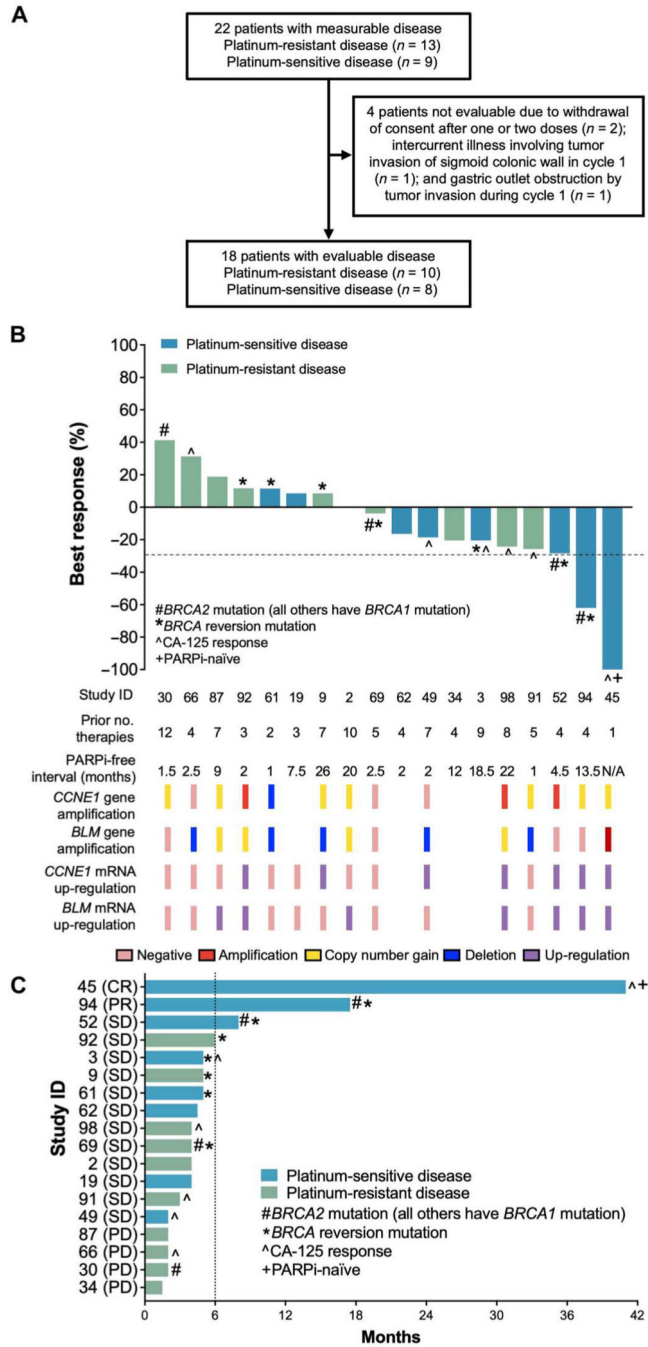 A
22 patients with measurable disease
Platinum-resistant disease (n = 13)
Platinum-sensitive disease (n = 9)
4 patients not evaluable due to withdrawal
of consent after one or two doses (n = 2);
intercurrent illness involving tumor
invasion of sigmoid colonic wall in cycle 1
(n = 1); and gastric outlet obstruction by
tumor invasion during cycle 1 (n = 1)
18 patients with evaluable disease
Platinum-resistant disease (n = 10)
Platinum-sensitive disease (n = 8)
B
Best response (%)
100
80
60
40
20
0
−20
−40
−60
−80
−100
Platinum-sensitive disease
Platinum-resistant disease
# ^ * * * #* ^ *^ ^ ^ #* #* ^+
#BRCA2 mutation (all others have BRCA1 mutation)
*BRCA reversion mutation
^CA-125 response
+PARPi-naïve
Study ID 30 66 87 92 61 19 9 2 69 62 49 34 3 98 91 52 94 45
Prior no. therapies 12 4 7 3 2 3 7 10 5 4 7 4 9 8 5 4 4 1
PARPi-free interval (months) 1.5 2.5 9 2 1 7.5 26 20 2.5 2 2 12 18.5 22 1 4.5 13.5 N/A
CCNE1 gene
amplification
BLM gene
amplification
CCNE1 mRNA
up-regulation
BLM mRNA
up-regulation
Negative Amplification Copy number gain Deletion Up-regulation
C
Study ID
45 (CR) ^+
94 (PR) #*
52 (SD) #*
92 (SD) *
3 (SD) *^
9 (SD) *
61 (SD) *
62 (SD)
98 (SD) ^
69 (SD) #*
2 (SD)
19 (SD)
91 (SD) ^
49 (SD) ^
87 (PD)
66 (PD) ^
30 (PD) #
34 (PD)
Platinum-sensitive disease
Platinum-resistant disease
#BRCA2 mutation (all others have BRCA1 mutation)
*BRCA reversion mutation
^CA-125 response
+PARPi-naïve
0 6 12 18 24 30 36 42
Months